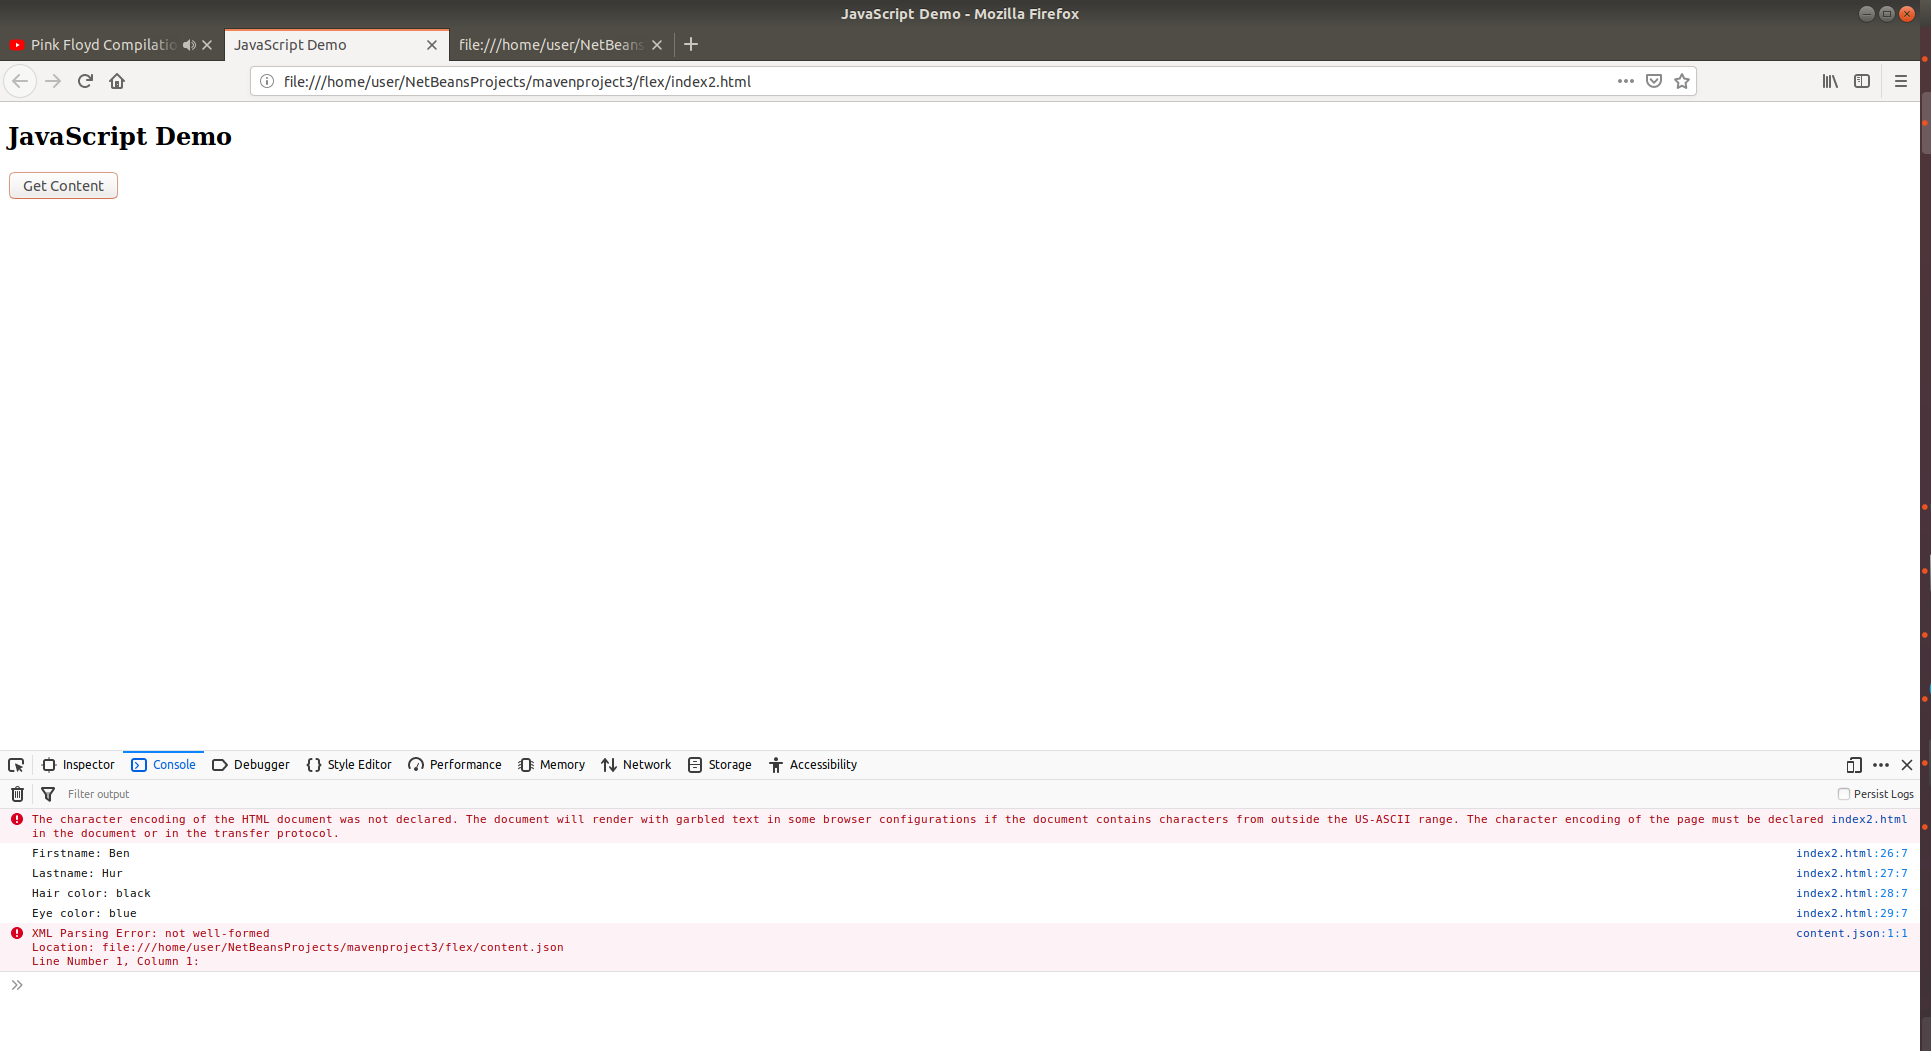 JavaScript Demo - Mozilla Firefox
Pink Floyd Compilatio
JavaScript Demo
file:///home/user/NetBeans
file:///home/user/NetBeansProjects/mavenproject3/flex/index2.html
JavaScript Demo
Get Content
Inspector Console Debugger Style Editor Performance Memory Network Storage Accessibility
Filter output
Persist Logs
The character encoding of the HTML document was not declared. The document will render with garbled text in some browser configurations if the document contains characters from outside the US-ASCII range. The character encoding of the page must be declared index2.html
in the document or in the transfer protocol.
Firstname: Ben index2.html:26:7
Lastname: Hur index2.html:27:7
Hair color: black index2.html:28:7
Eye color: blue index2.html:29:7
XML Parsing Error: not well-formed content.json:1:1
Location: file:///home/user/NetBeansProjects/mavenproject3/flex/content.json
Line Number 1, Column 1: